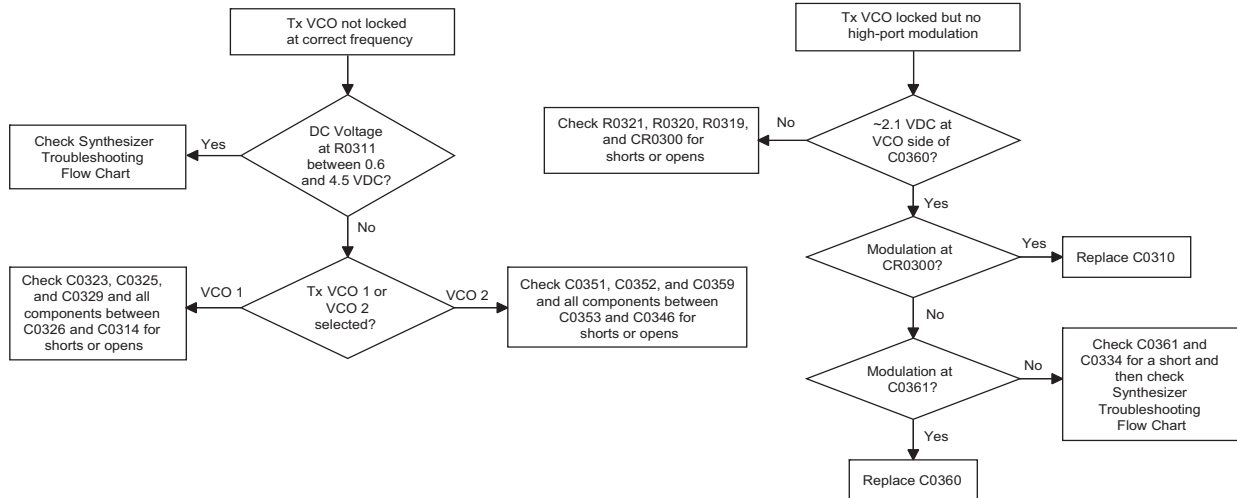 Tx VCO not locked
at correct frequency
DC Voltage
at R0311
between 0.6
and 4.5 VDC?
Yes
Check Synthesizer
Troubleshooting
Flow Chart
No
Tx VCO 1 or
VCO 2
selected?
VCO 1
Check C0323, C0325,
and C0329 and all
components between
C0326 and C0314 for
shorts or opens
VCO 2
Check C0351, C0352, and C0359
and all components between
C0353 and C0346 for
shorts or opens
Tx VCO locked but no
high-port modulation
~2.1 VDC at
VCO side of
C0360?
No
Check R0321, R0320, R0319,
and CR0300 for
shorts or opens
Yes
Modulation at
CR0300?
Yes
Replace C0310
No
Modulation at
C0361?
No
Check C0361 and
C0334 for a short and
then check
Synthesizer
Troubleshooting
Flow Chart
Yes
Replace C0360